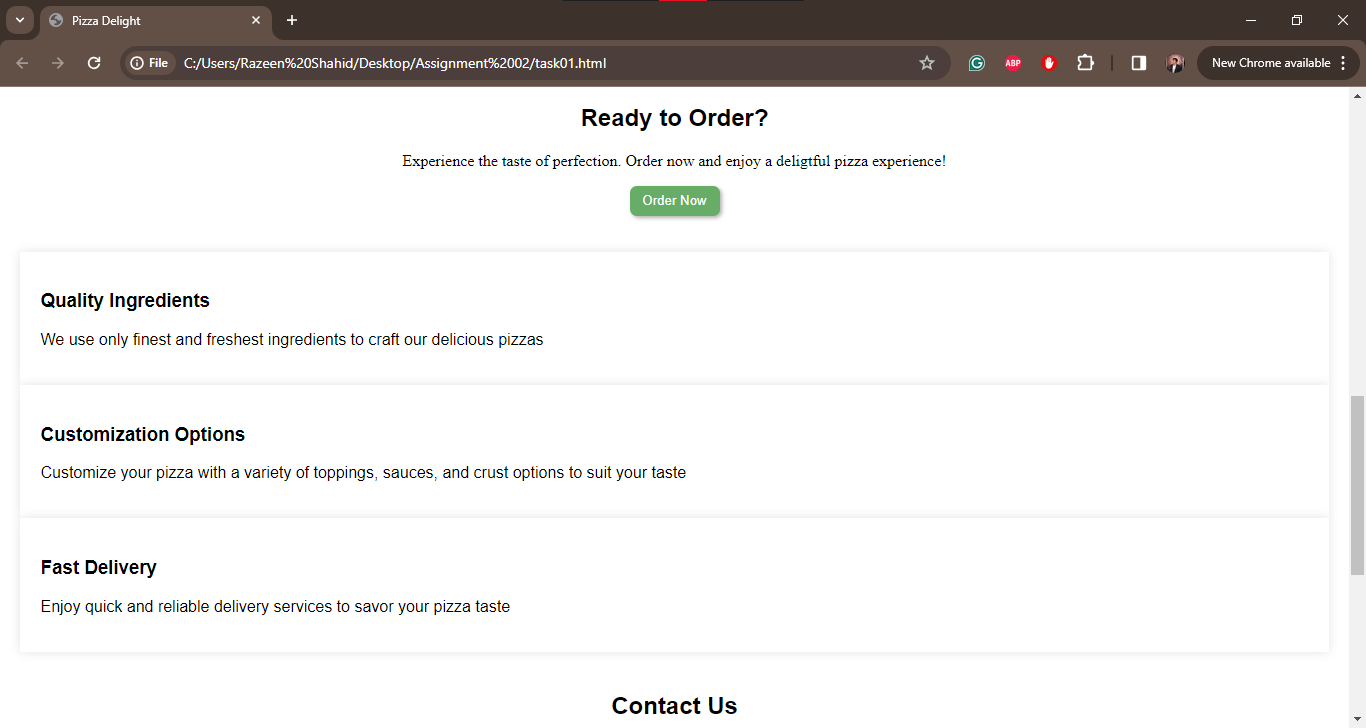 Pizza Delight
File
C:/Users/Razeen%20Shahid/Desktop/Assignment%2002/task01.html
ABP
New Chrome available
Ready to Order?
Experience the taste of perfection. Order now and enjoy a deligtful pizza experience!
Order Now
Quality Ingredients
We use only finest and freshest ingredients to craft our delicious pizzas
Customization Options
Customize your pizza with a variety of toppings, sauces, and crust options to suit your taste
Fast Delivery
Enjoy quick and reliable delivery services to savor your pizza taste
Contact Us